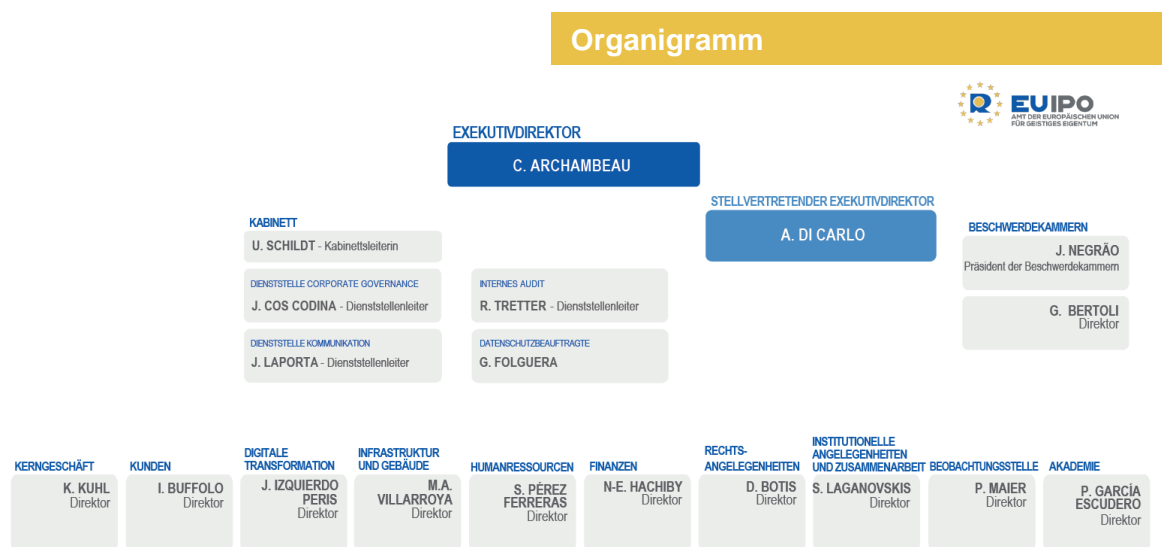 Organigramm
EUIPO
AMT DER EUROPÄISCHEN UNION
FÜR GEISTIGES EIGENTUM
EXEKUTIVDIREKTOR
C. ARCHAMBEAU
STELLVERTRETENDER EXEKUTIVDIREKTOR
A. DI CARLO
KABINETT
U. SCHILDT - Kabinettsleiterin
DIENSTSTELLE CORPORATE GOVERNANCE
J. COS CODINA - Dienststellenleiter
DIENSTSTELLE KOMMUNIKATION
J. LAPORTA - Dienststellenleiter
INTERNES AUDIT
R. TRETTER - Dienststellenleiter
DATENSCHUTZBEAUFTRAGTE
G. FOLGUERA
BESCHWERDEKAMMERN
J. NEGRÃO
Präsident der Beschwerdekammern
G. BERTOLI
Direktor
KERNGESCHÄFT
K. KUHL
Direktor
KUNDEN
I. BUFFOLO
Direktor
DIGITALE
TRANSFORMATION
J. IZQUIERDO
PERIS
Direktor
INFRASTRUKTUR
UND GEBÄUDE
M.A.
VILLARROYA
Direktor
HUMANRESSOURCEN
S. PÉREZ
FERRERAS
Direktor
FINANZEN
N-E. HACHIBY
Direktor
RECHTS-
ANGELEGENHEITEN
D. BOTIS
Direktor
INSTITUTIONELLE
ANGELEGENHEITEN
UND ZUSAMMENARBEIT
S. LAGANOVSKIS
Direktor
BEOBACHTUNGSSTELLE
P. MAIER
Direktor
AKADEMIE
P. GARCÍA
ESCUDERO
Direktor